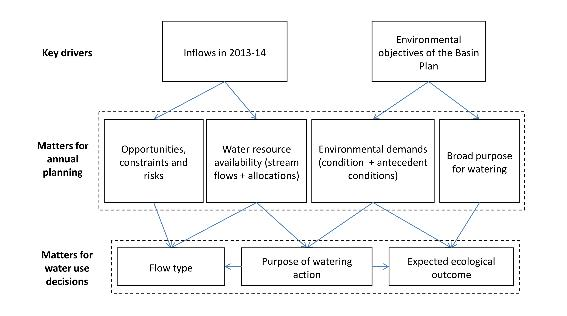 Key drivers
Inflows in 2013-14
Environmental
objectives of the Basin
Plan
Matters for
annual
planning
Opportunities,
constraints and
risks
Water resource
availability (stream
flows + allocations)
Environmental demands
(condition + antecedent
conditions)
Broad purpose
for watering
Matters for
water use
decisions
Flow type
Purpose of watering
action
Expected ecological
outcome